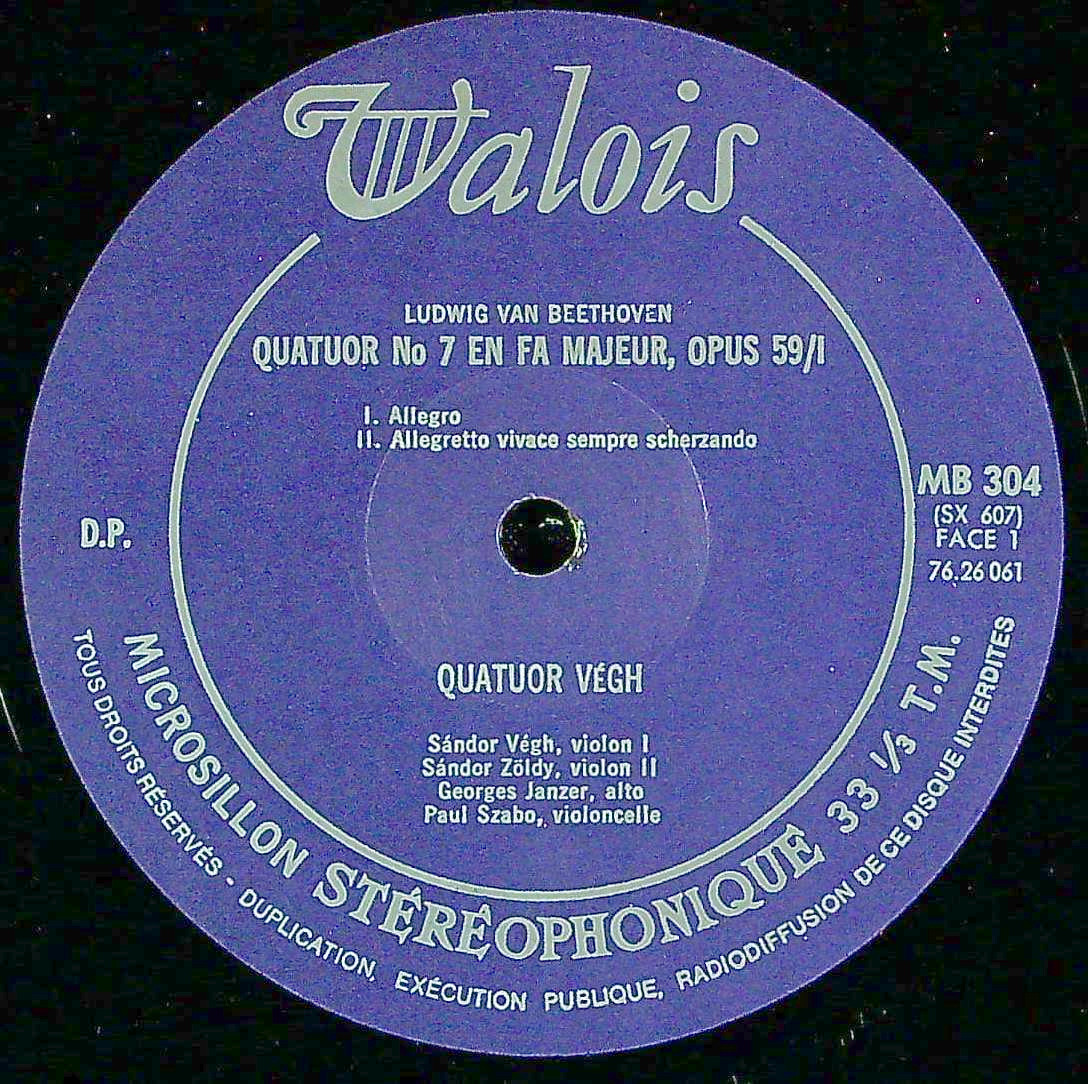 Valois
LUDWIG VAN BEETHOVEN
QUATUOR No 7 EN FA MAJEUR, OPUS 59/I
I. Allegro
II. Allegretto vivace sempre scherzando
D.P.
MB 304
(SX 607)
FACE 1
76.26 061
QUATUOR VÉGH
Sándor Végh, violon I
Sándor Zöldy, violon II
Georges Janzer, alto
Paul Szabo, violoncelle
MICROSILLON STÉRÉOPHONIQUE 33 1/3 T.M.
TOUS DROITS RÉSERVÉS - DUPLICATION, EXÉCUTION PUBLIQUE, RADIODIFFUSION DE CE DISQUE INTERDITES